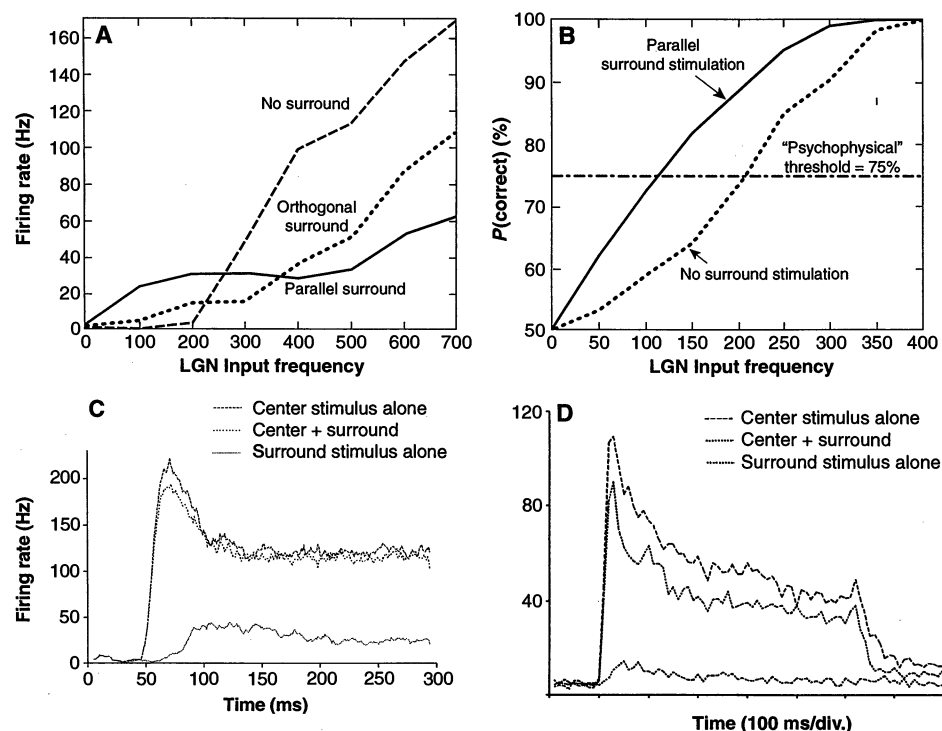 A
160
140
120
100
80
60
40
20
0
Firing rate (Hz)
No surround
Orthogonal
surround
Parallel surround
0 100 200 300 400 500 600 700
LGN Input frequency
B
100
90
80
70
60
50
P(correct) (%)
Parallel
surround stimulation
"Psychophysical"
threshold = 75%
No surround stimulation
0 50 100 150 200 250 300 350 400
LGN Input frequency
C
Center stimulus alone
Center + surround
Surround stimulus alone
200
150
100
50
0
Firing rate (Hz)
0 50 100 150 200 250 300
Time (ms)
D
Center stimulus alone
Center + surround
Surround stimulus alone
120
80
40
Time (100 ms/div.)